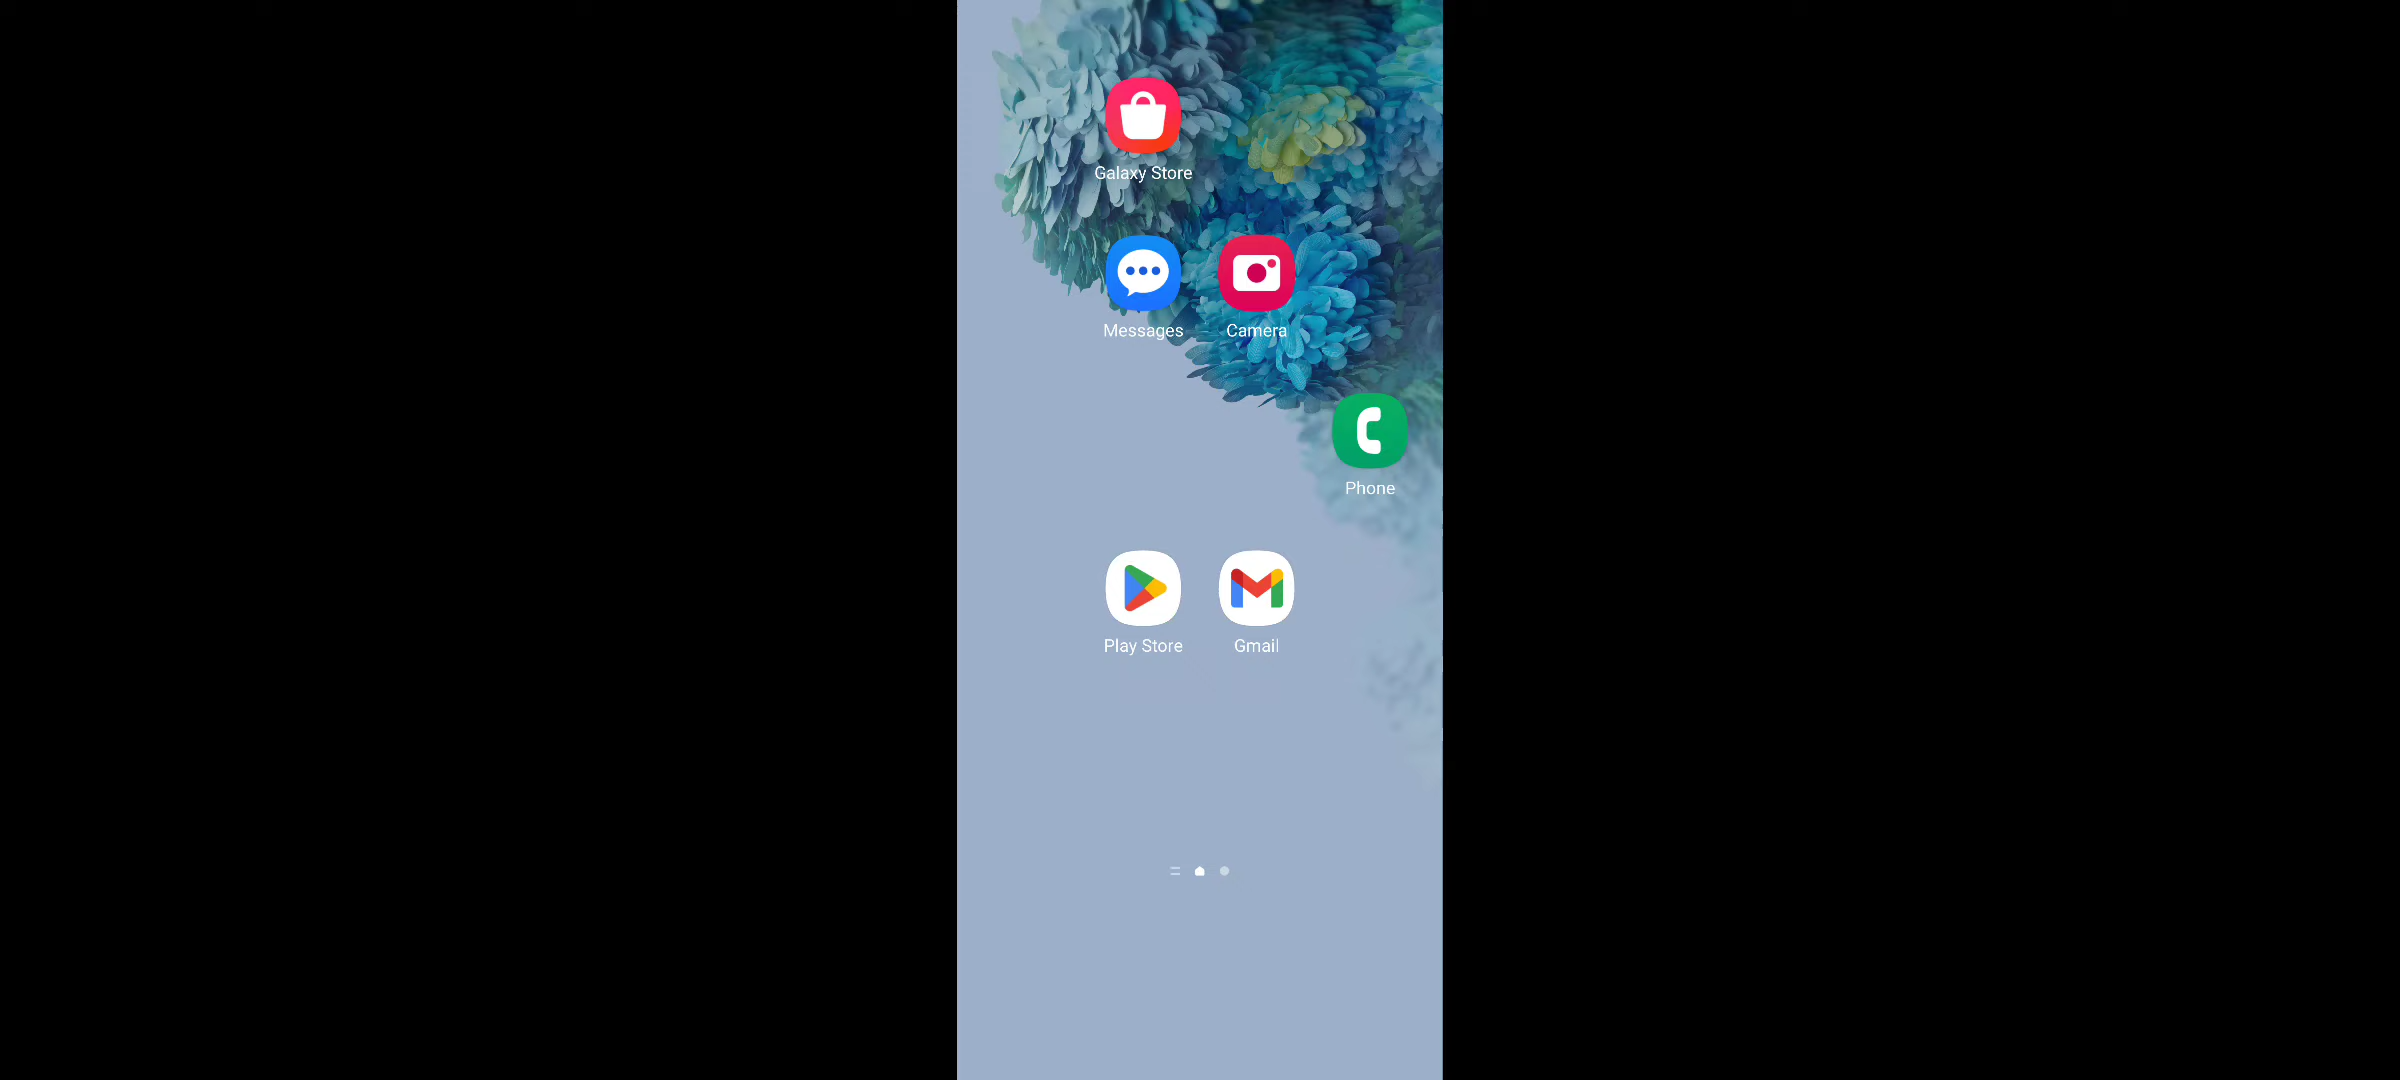 Galaxy Store
Messages
Camera
Phone
Play Store
Gmail